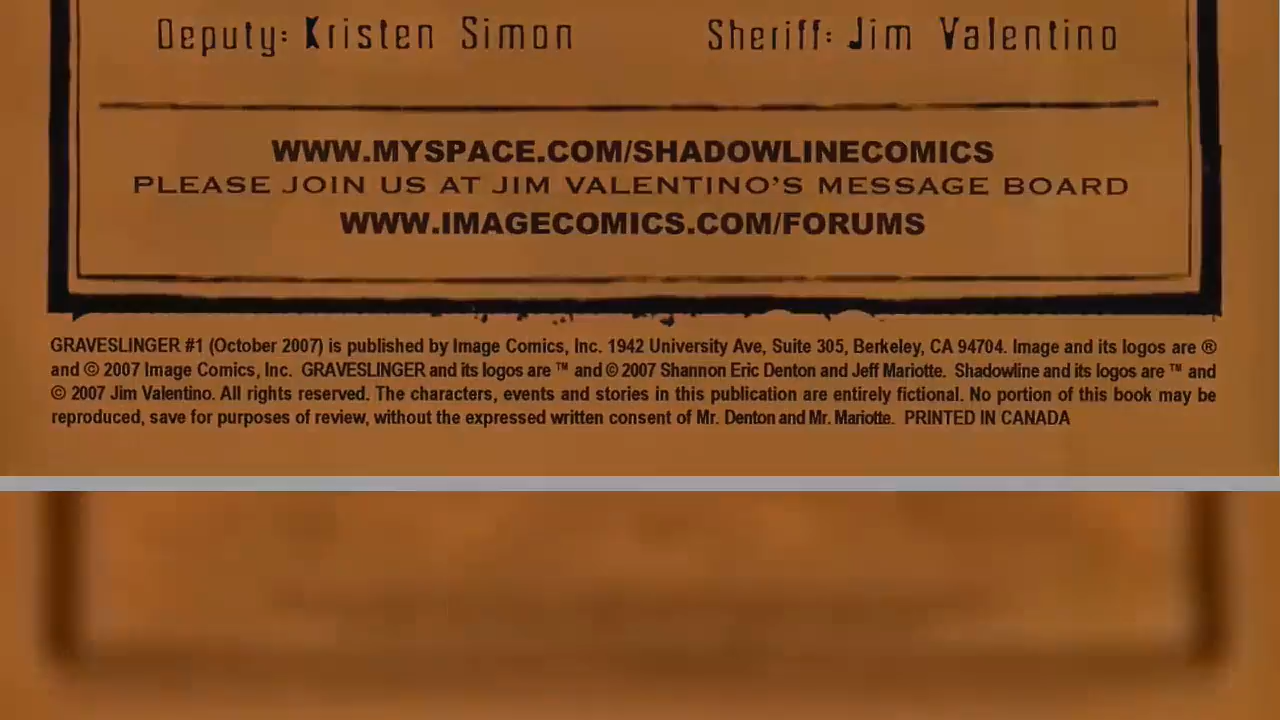 Deputy: Kristen Simon Sheriff: Jim Valentino
WWW.MYSPACE.COM/SHADOWLINECOMICS
PLEASE JOIN US AT JIM VALENTINO'S MESSAGE BOARD
WWW.IMAGECOMICS.COM/FORUMS
GRAVESLINGER #1 (October 2007) is published by Image Comics, Inc. 1942 University Ave, Suite 305, Berkeley, CA 94704. Image and its logos are ®
and © 2007 Image Comics, Inc. GRAVESLINGER and its logos are ™ and © 2007 Shannon Eric Denton and Jeff Mariotte. Shadowline and its logos are ™ and
© 2007 Jim Valentino. All rights reserved. The characters, events and stories in this publication are entirely fictional. No portion of this book may be
reproduced, save for purposes of review, without the expressed written consent of Mr. Denton and Mr. Mariotte. PRINTED IN CANADA